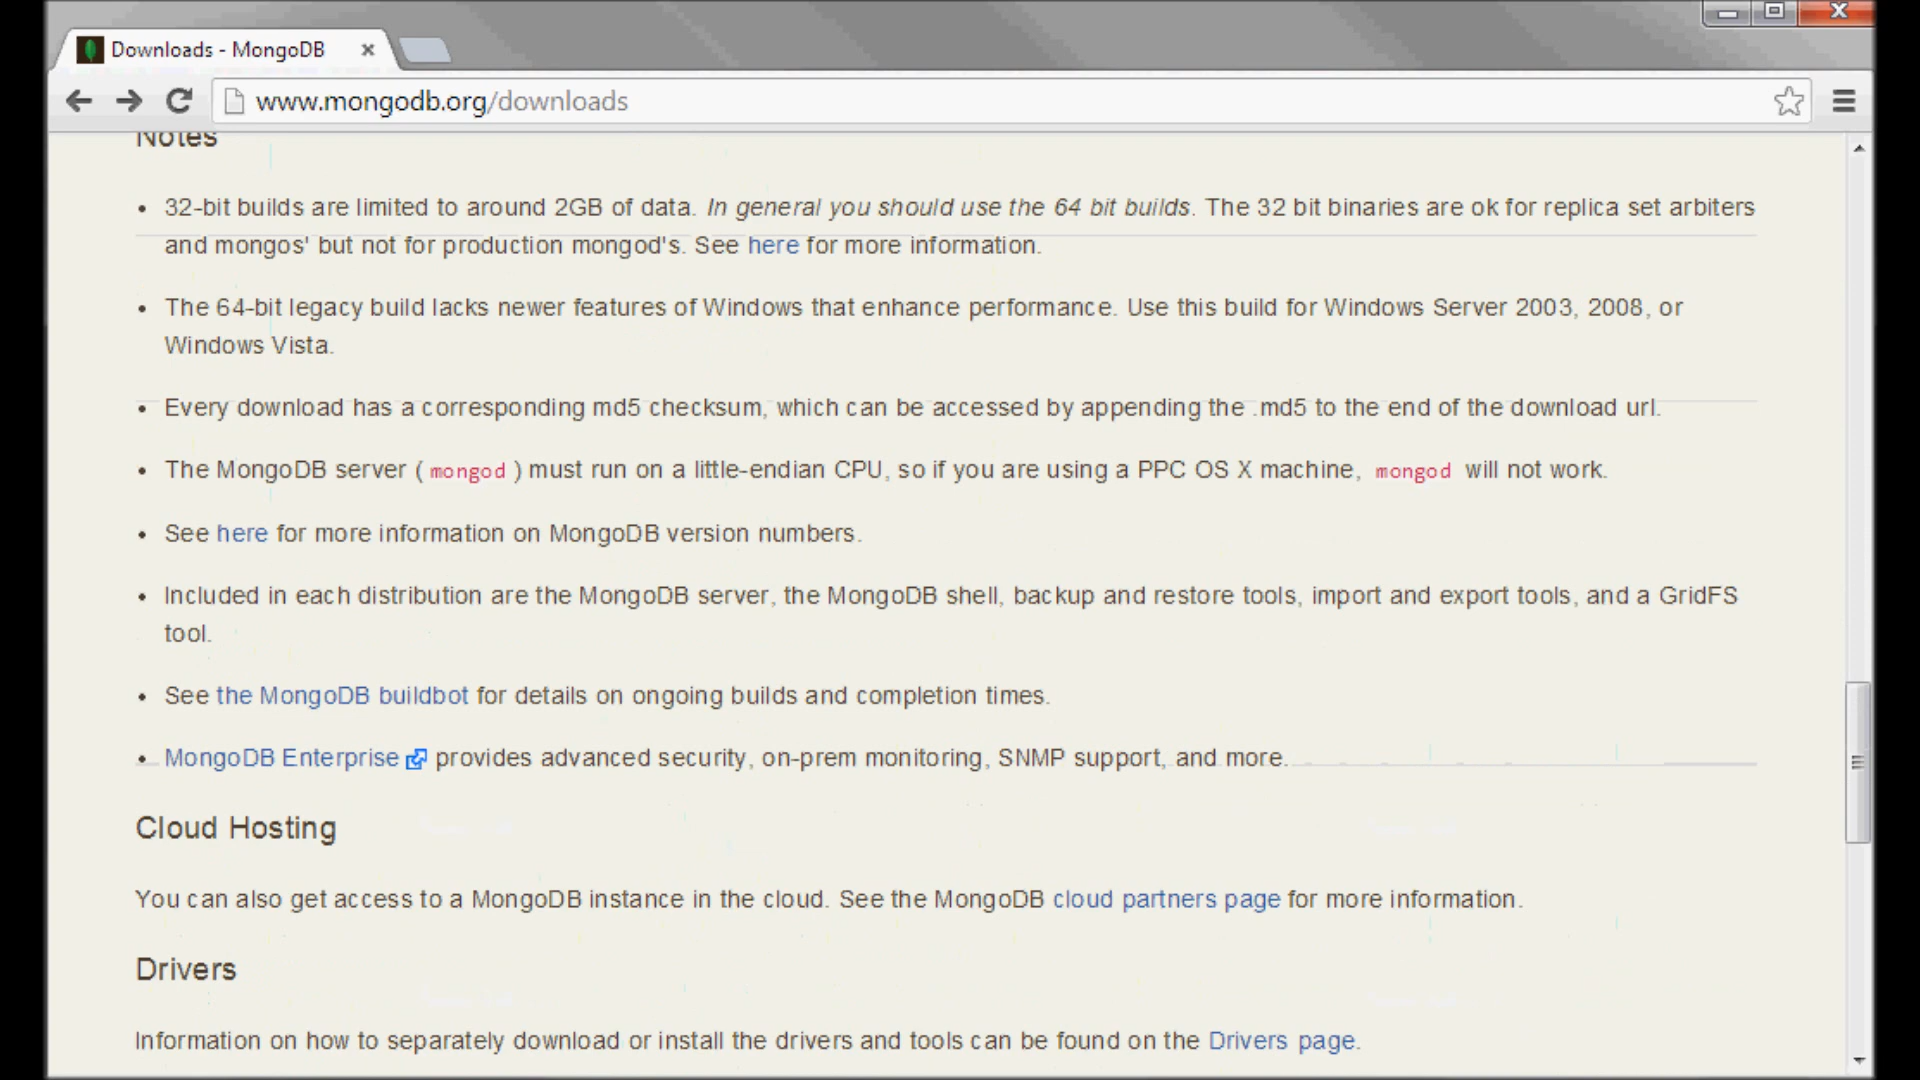 Downloads - MongoDB
www.mongodb.org/downloads
Notes
• 32-bit builds are limited to around 2GB of data. In general you should use the 64 bit builds. The 32 bit binaries are ok for replica set arbiters
and mongos' but not for production mongod's. See here for more information.
• The 64-bit legacy build lacks newer features of Windows that enhance performance. Use this build for Windows Server 2003, 2008, or
Windows Vista.
• Every download has a corresponding md5 checksum, which can be accessed by appending the .md5 to the end of the download url.
• The MongoDB server ( mongod ) must run on a little-endian CPU, so if you are using a PPC OS X machine, mongod will not work.
• See here for more information on MongoDB version numbers.
• Included in each distribution are the MongoDB server, the MongoDB shell, backup and restore tools, import and export tools, and a GridFS
tool.
• See the MongoDB buildbot for details on ongoing builds and completion times.
• MongoDB Enterprise provides advanced security, on-prem monitoring, SNMP support, and more.
Cloud Hosting
You can also get access to a MongoDB instance in the cloud. See the MongoDB cloud partners page for more information.
Drivers
Information on how to separately download or install the drivers and tools can be found on the Drivers page.